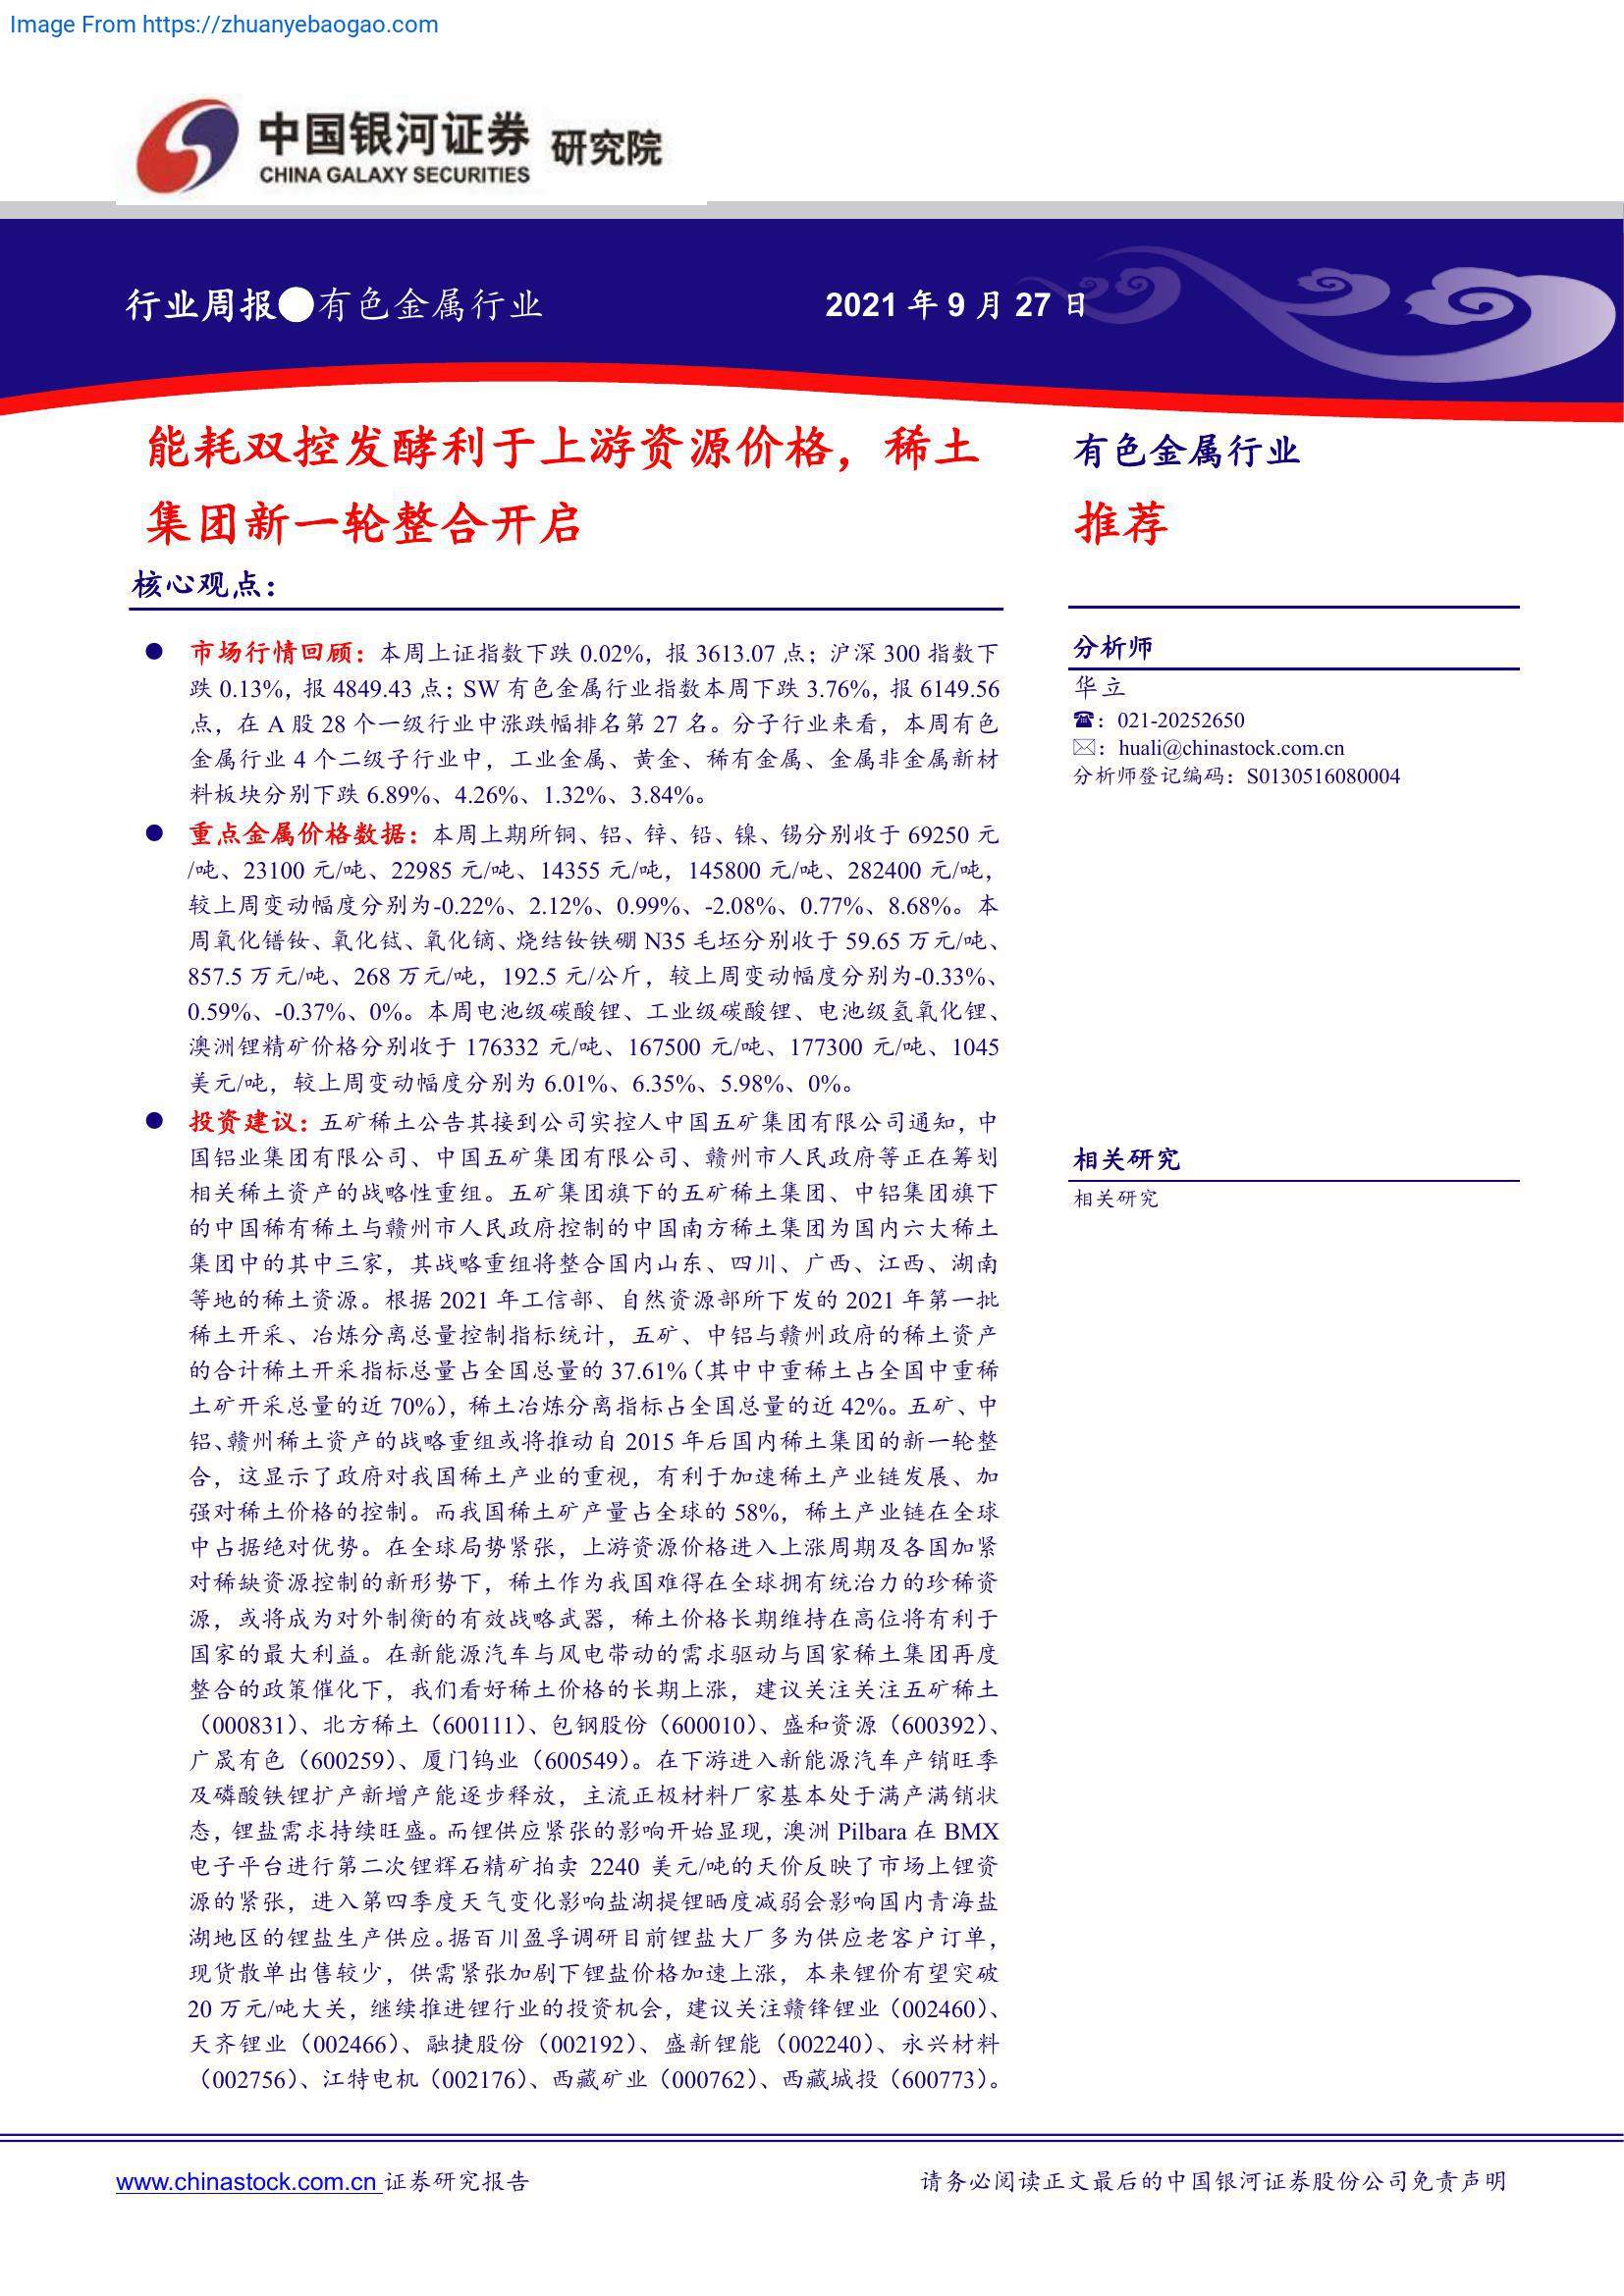 Image From https://zhuanyebaogao.com
中国银河证券 研究院
CHINA GALAXY SECURITIES
行业周报●有色金属行业
2021 年 9 月 27 日
能耗双控发酵利于上游资源价格，稀土
集团新一轮整合开启
核心观点：
● 市场行情回顾：本周上证指数下跌 0.02%，报 3613.07 点；沪深 300 指数下
跌 0.13%，报 4849.43 点；SW 有色金属行业指数本周下跌 3.76%，报 6149.56
点，在 A 股 28 个一级行业中涨跌幅排名第 27 名。分子行业来看，本周有色
金属行业 4 个二级子行业中，工业金属、黄金、稀有金属、金属非金属新材
料板块分别下跌 6.89%、4.26%、1.32%、3.84%。
● 重点金属价格数据：本周上期所铜、铝、锌、铅、镍、锡分别收于 69250 元
/吨、23100 元/吨、22985 元/吨、14355 元/吨，145800 元/吨、282400 元/吨，
较上周变动幅度分别为-0.22%、2.12%、0.99%、-2.08%、0.77%、8.68%。本
周氧化镨钕、氧化铽、氧化镝、烧结钕铁硼 N35 毛坯分别收于 59.65 万元/吨、
857.5 万元/吨、268 万元/吨，192.5 元/公斤，较上周变动幅度分别为-0.33%、
0.59%、-0.37%、0%。本周电池级碳酸锂、工业级碳酸锂、电池级氢氧化锂、
澳洲锂精矿价格分别收于 176332 元/吨、167500 元/吨、177300 元/吨、1045
美元/吨，较上周变动幅度分别为 6.01%、6.35%、5.98%、0%。
● 投资建议：五矿稀土公告其接到公司实控人中国五矿集团有限公司通知，中
国铝业集团有限公司、中国五矿集团有限公司、赣州市人民政府等正在筹划
相关稀土资产的战略性重组。五矿集团旗下的五矿稀土集团、中铝集团旗下
的中国稀有稀土与赣州市人民政府控制的中国南方稀土集团为国内六大稀土
集团中的其中三家，其战略重组将整合国内山东、四川、广西、江西、湖南
等地的稀土资源。根据 2021 年工信部、自然资源部所下发的 2021 年第一批
稀土开采、冶炼分离总量控制指标统计，五矿、中铝与赣州政府的稀土资产
的合计稀土开采指标总量占全国总量的 37.61%（其中中重稀土占全国中重稀
土矿开采总量的近 70%），稀土冶炼分离指标占全国总量的近 42%。五矿、中
铝、赣州稀土资产的战略重组或将推动自 2015 年后国内稀土集团的新一轮整
合，这显示了政府对我国稀土产业的重视，有利于加速稀土产业链发展、加
强对稀土价格的控制。而我国稀土矿产量占全球的 58%，稀土产业链在全球
中占据绝对优势。在全球局势紧张，上游资源价格进入上涨周期及各国加紧
对稀缺资源控制的新形势下，稀土作为我国难得在全球拥有统治力的珍稀资
源，或将成为对外制衡的有效战略武器，稀土价格长期维持在高位将有利于
国家的最大利益。在新能源汽车与风电带动的需求驱动与国家稀土集团再度
整合的政策催化下，我们看好稀土价格的长期上涨，建议关注关注五矿稀土
（000831）、北方稀土（600111）、包钢股份（600010）、盛和资源（600392）、
广晟有色（600259）、厦门钨业（600549）。在下游进入新能源汽车产销旺季
及磷酸铁锂扩产新增产能逐步释放，主流正极材料厂家基本处于满产满销状
态，锂盐需求持续旺盛。而锂供应紧张的影响开始显现，澳洲 Pilbara 在 BMX
电子平台进行第二次锂辉石精矿拍卖 2240 美元/吨的天价反映了市场上锂资
源的紧张，进入第四季度天气变化影响盐湖提锂晒度减弱会影响国内青海盐
湖地区的锂盐生产供应。据百川盈孚调研目前锂盐大厂多为供应老客户订单，
现货散单出售较少，供需紧张加剧下锂盐价格加速上涨，本来锂价有望突破
20 万元/吨大关，继续推进锂行业的投资机会，建议关注赣锋锂业（002460）、
天齐锂业（002466）、融捷股份（002192）、盛新锂能（002240）、永兴材料
（002756）、江特电机（002176）、西藏矿业（000762）、西藏城投（600773）。
有色金属行业
推荐
分析师
华立
☎：021-20252650
✉：huali@chinastock.com.cn
分析师登记编码：S0130516080004
相关研究
相关研究
www.chinastock.com.cn 证券研究报告
请务必阅读正文最后的中国银河证券股份公司免责声明